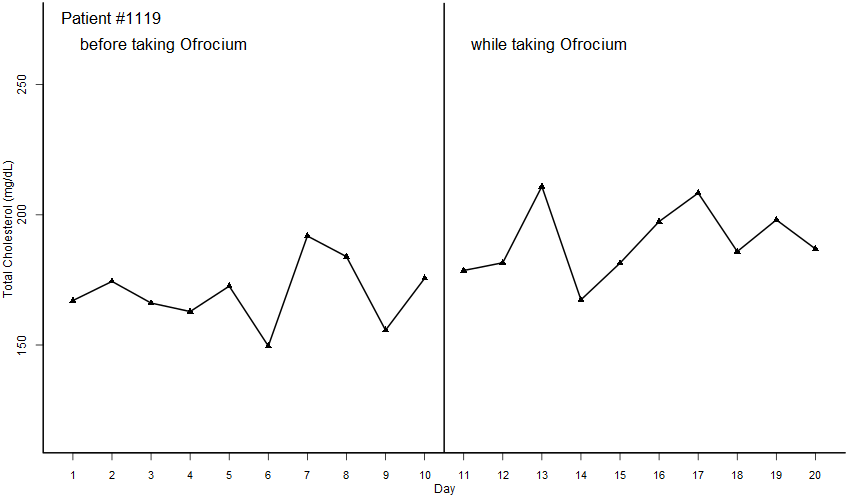 Patient #1119
before taking Ofrocium
while taking Ofrocium
Total Cholesterol (mg/dL)
250
200
150
1 2 3 4 5 6 7 8 9 10 11 12 13 14 15 16 17 18 19 20
Day